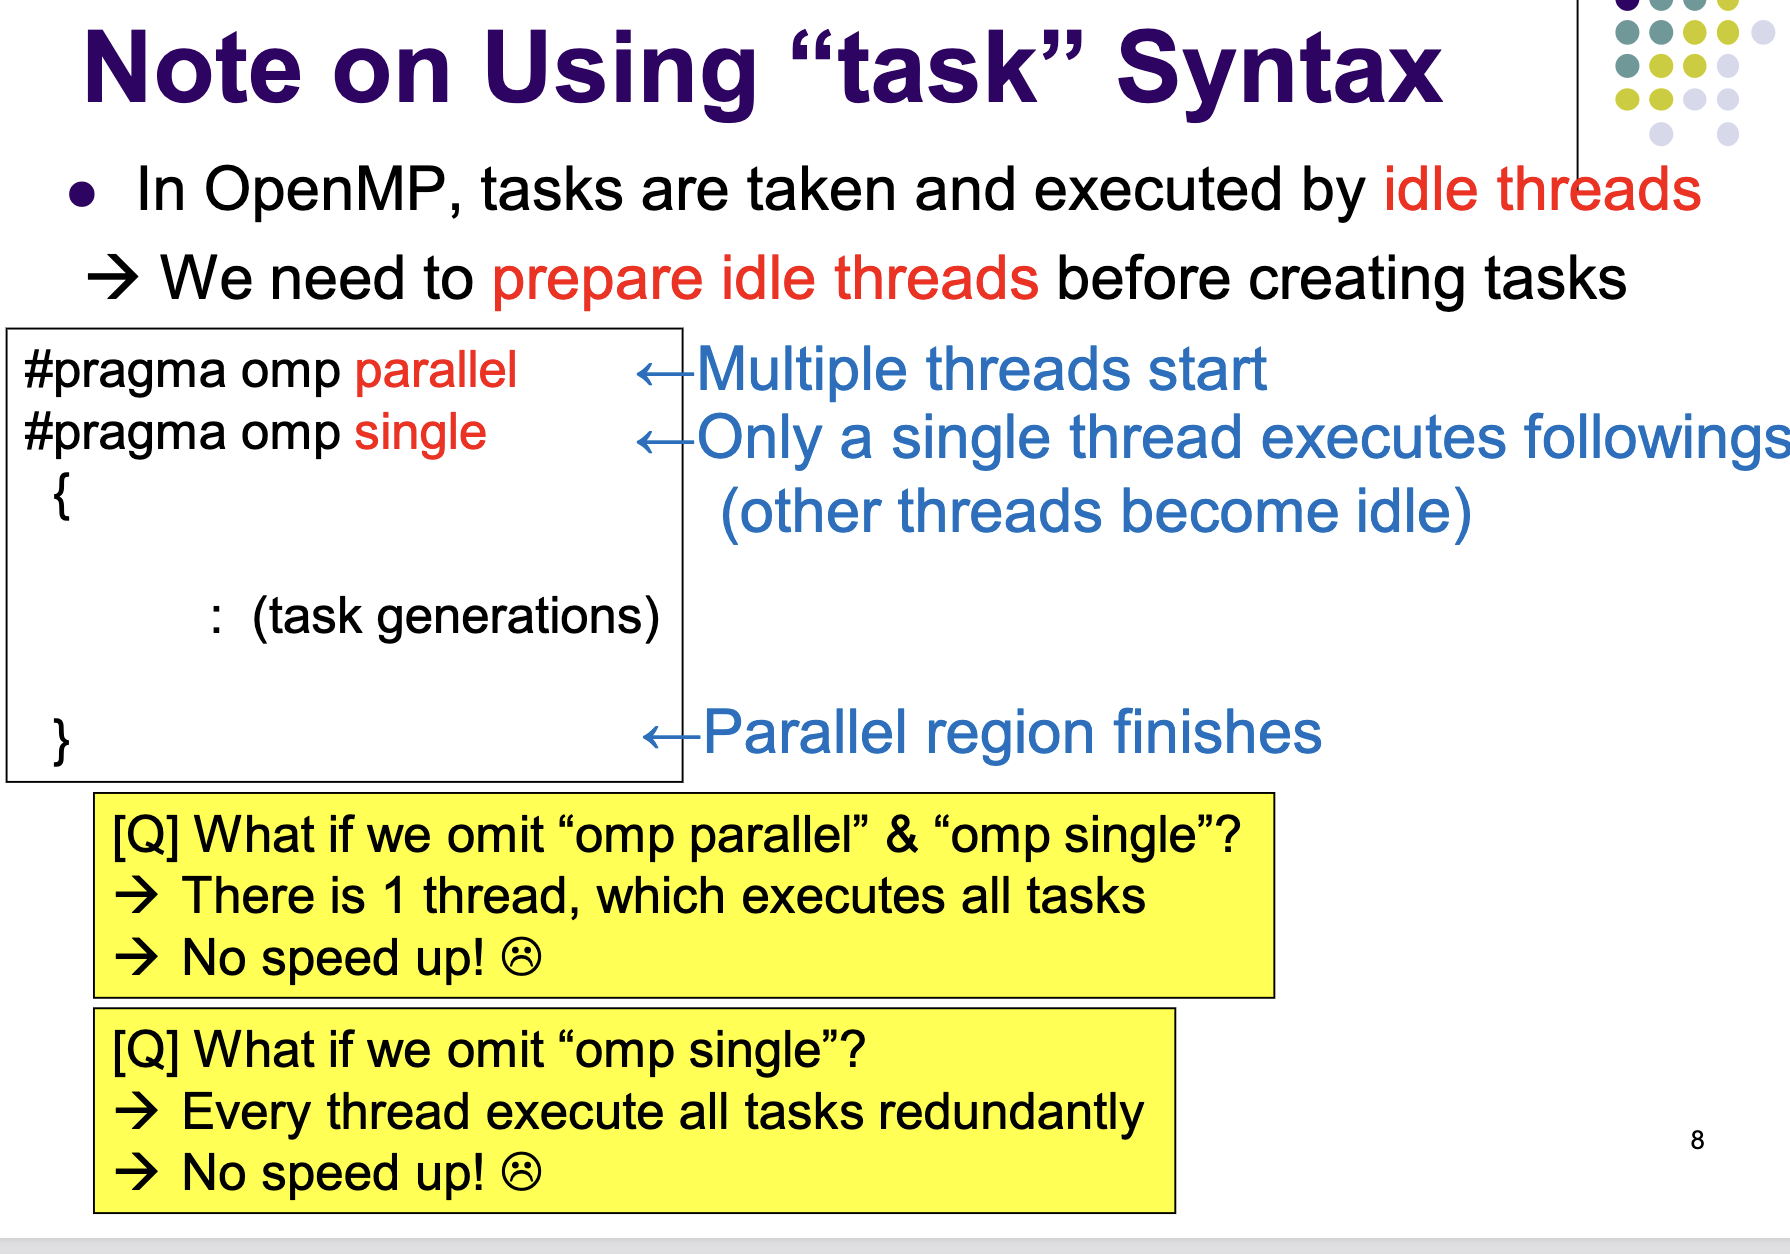 Note on Using “task” Syntax
● In OpenMP, tasks are taken and executed by idle threads
→ We need to prepare idle threads before creating tasks
#pragma omp parallel ←Multiple threads start
#pragma omp single ←Only a single thread executes followings
{
(other threads become idle)
: (task generations)
} ←Parallel region finishes
[Q] What if we omit “omp parallel” & “omp single”?
→ There is 1 thread, which executes all tasks
→ No speed up! ☹
[Q] What if we omit “omp single”?
→ Every thread execute all tasks redundantly
→ No speed up! ☹
8